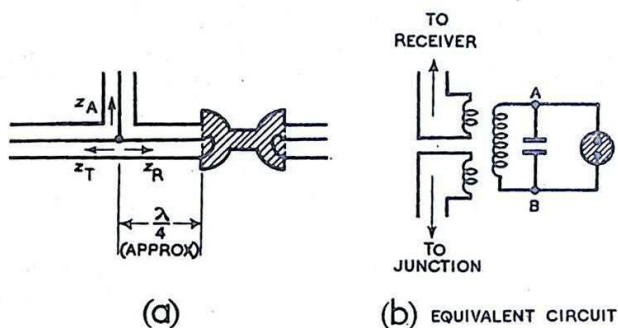 Z_A
Z_T
Z_R
λ/4
(APPROX)
(a)
TO
RECEIVER
A
B
TO
JUNCTION
(b) EQUIVALENT CIRCUIT